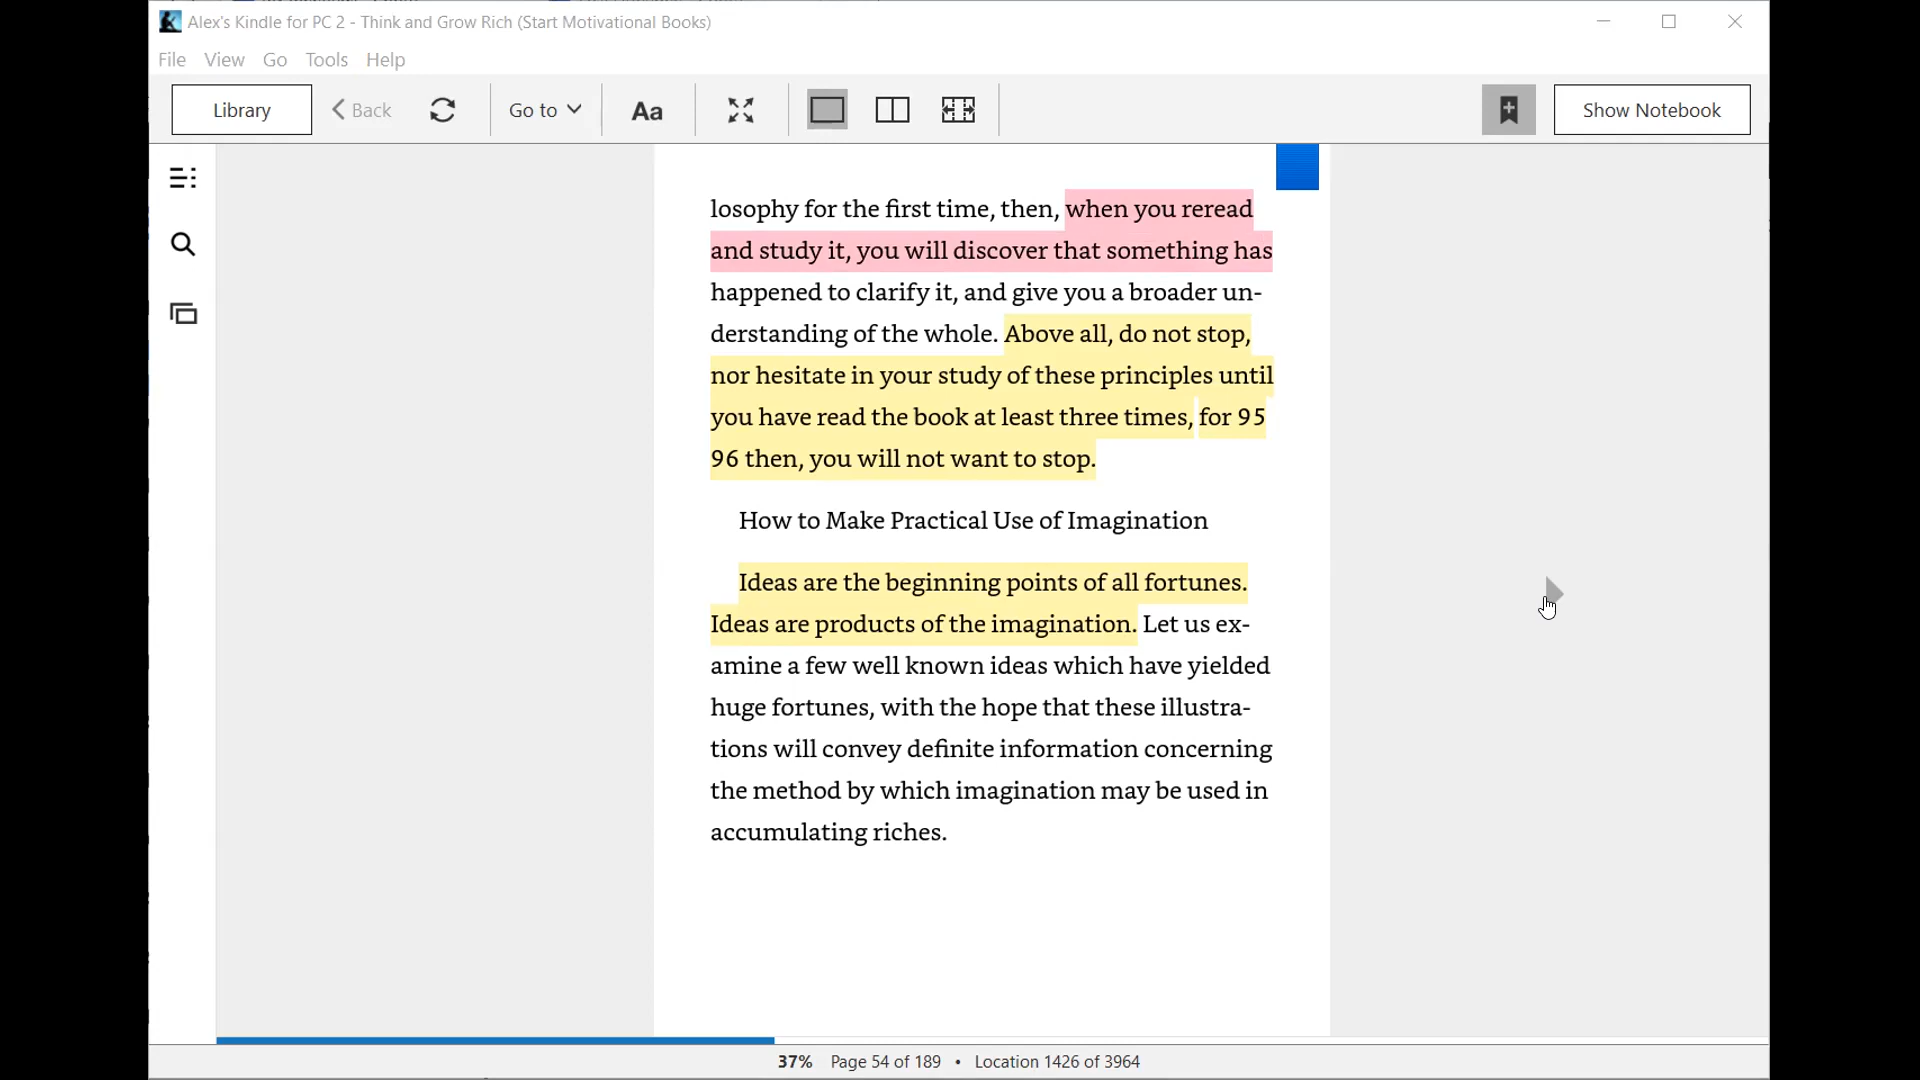 Alex's Kindle for PC 2 - Think and Grow Rich (Start Motivational Books)
File View Go Tools Help
Library Back Go to Aa Show Notebook
losophy for the first time, then, when you reread
and study it, you will discover that something has
happened to clarify it, and give you a broader un-
derstanding of the whole. Above all, do not stop,
nor hesitate in your study of these principles until
you have read the book at least three times, for 95
96 then, you will not want to stop.
How to Make Practical Use of Imagination
Ideas are the beginning points of all fortunes.
Ideas are products of the imagination. Let us ex-
amine a few well known ideas which have yielded
huge fortunes, with the hope that these illustra-
tions will convey definite information concerning
the method by which imagination may be used in
accumulating riches.
37% Page 54 of 189 • Location 1426 of 3964